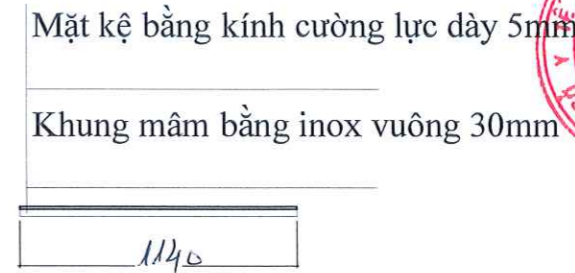 Mặt kệ bằng kính cường lực dày 5mm
Khung mâm bằng inox vuông 30mm
1140